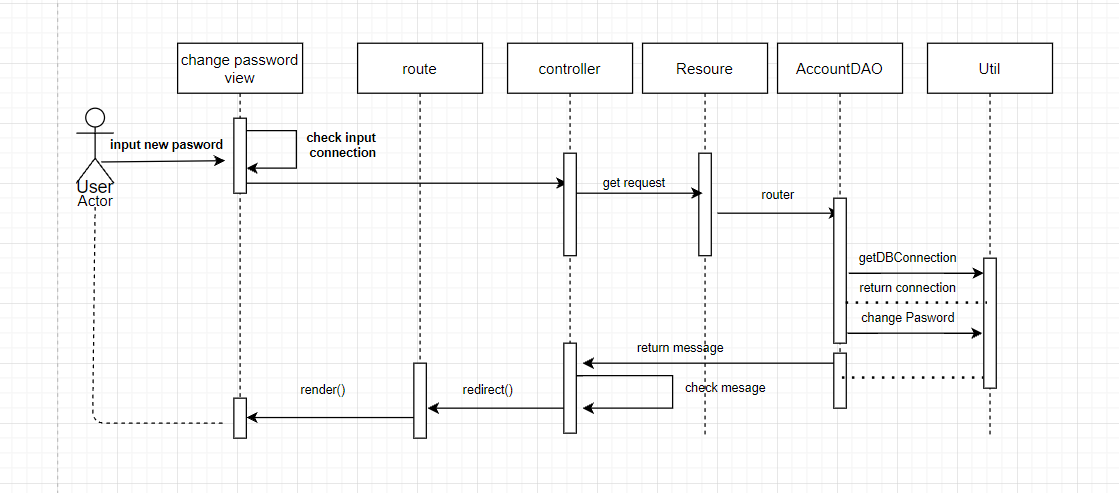 change password
view
route
controller
Resoure
AccountDAO
Util
input new pasword
check input
connection
User
Actor
get request
router
getDBConnection
return connection
change Pasword
return message
check mesage
render()
redirect()